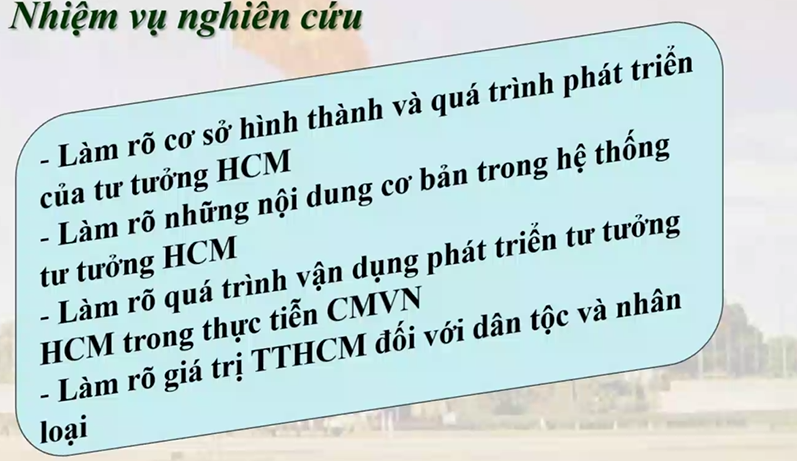 Nhiệm vụ nghiên cứu
- Làm rõ cơ sở hình thành và quá trình phát triển
của tư tưởng HCM
- Làm rõ những nội dung cơ bản trong hệ thống
tư tưởng HCM
- Làm rõ quá trình vận dụng phát triển tư tưởng
HCM trong thực tiễn CMVN
- Làm rõ giá trị TTHCM đối với dân tộc và nhân
loại